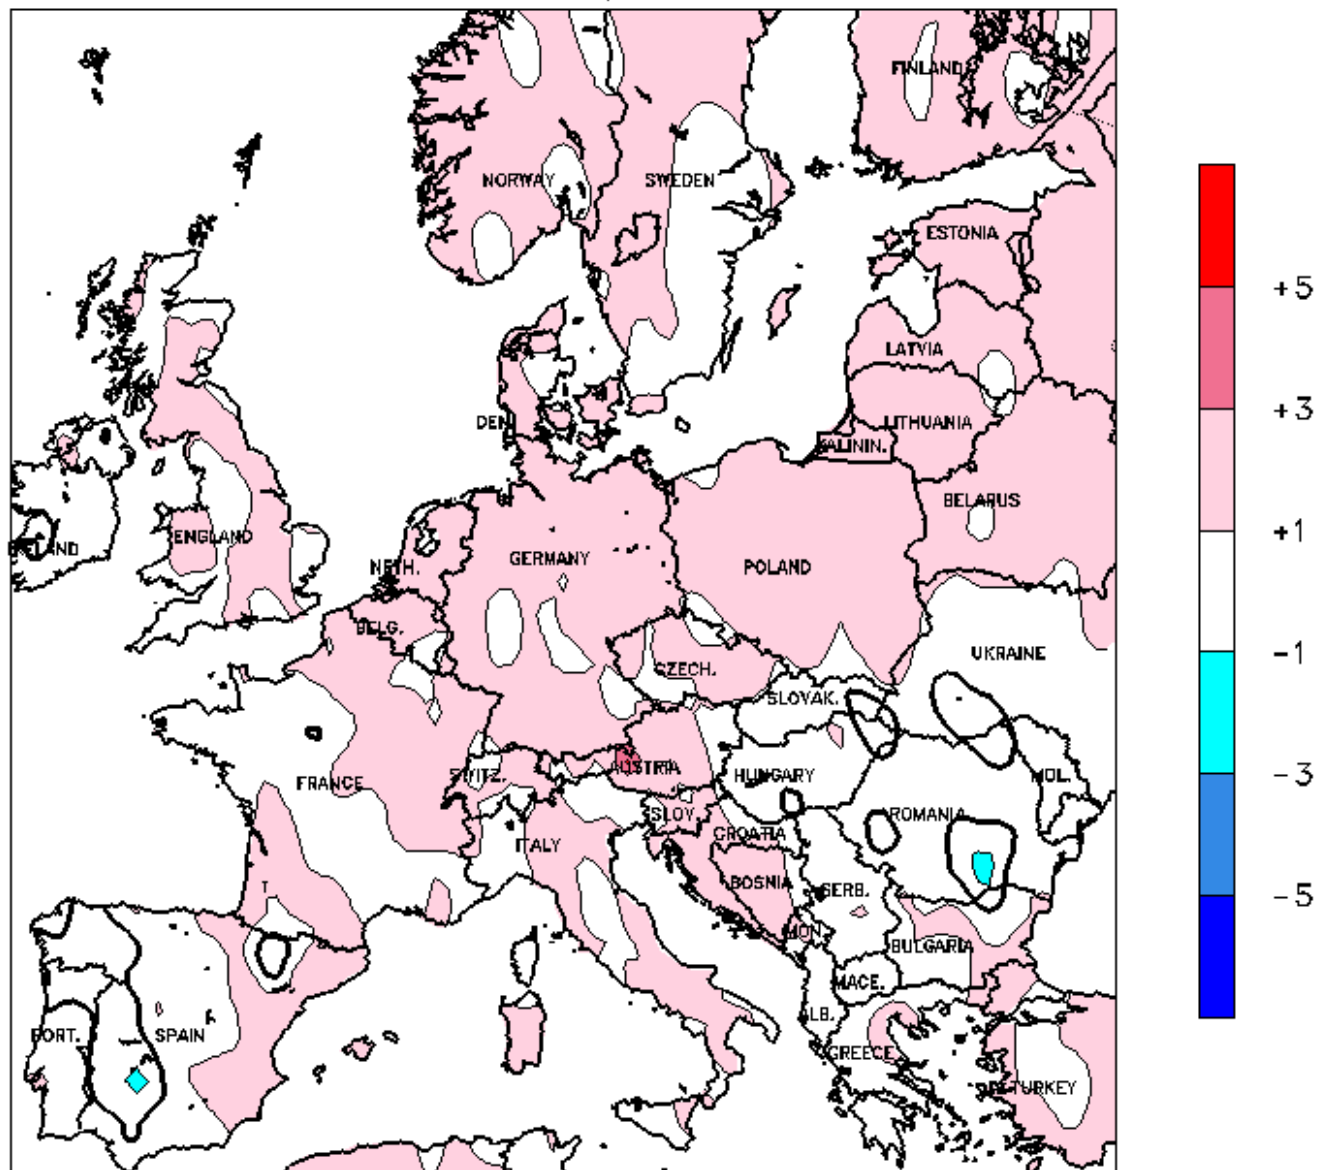 FINLAND
NORWAY
SWEDEN
ESTONIA
LATVIA
DEN.
LITHUANIA
KALININ.
BELARUS
ENGLAND
GERMANY
NETH.
POLAND
BELG.
UKRAINE
CZECH.
SLOVAK.
SWITZ.
AUSTRIA
HUNGARY
MOL.
FRANCE
SLOV.
ROMANIA
CROATIA
ITALY
BOSNIA
SERB.
MON.
BULGARIA
MACE.
ALB.
PORT.
SPAIN
GREECE
TURKEY
+5
+3
+1
-1
-3
-5